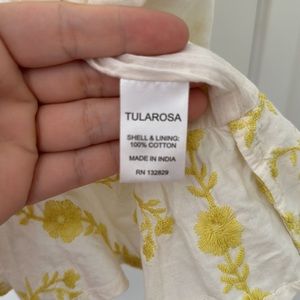 TULAROSA
SHELL & LINING:
100% COTTON
MADE IN INDIA
RN 132829